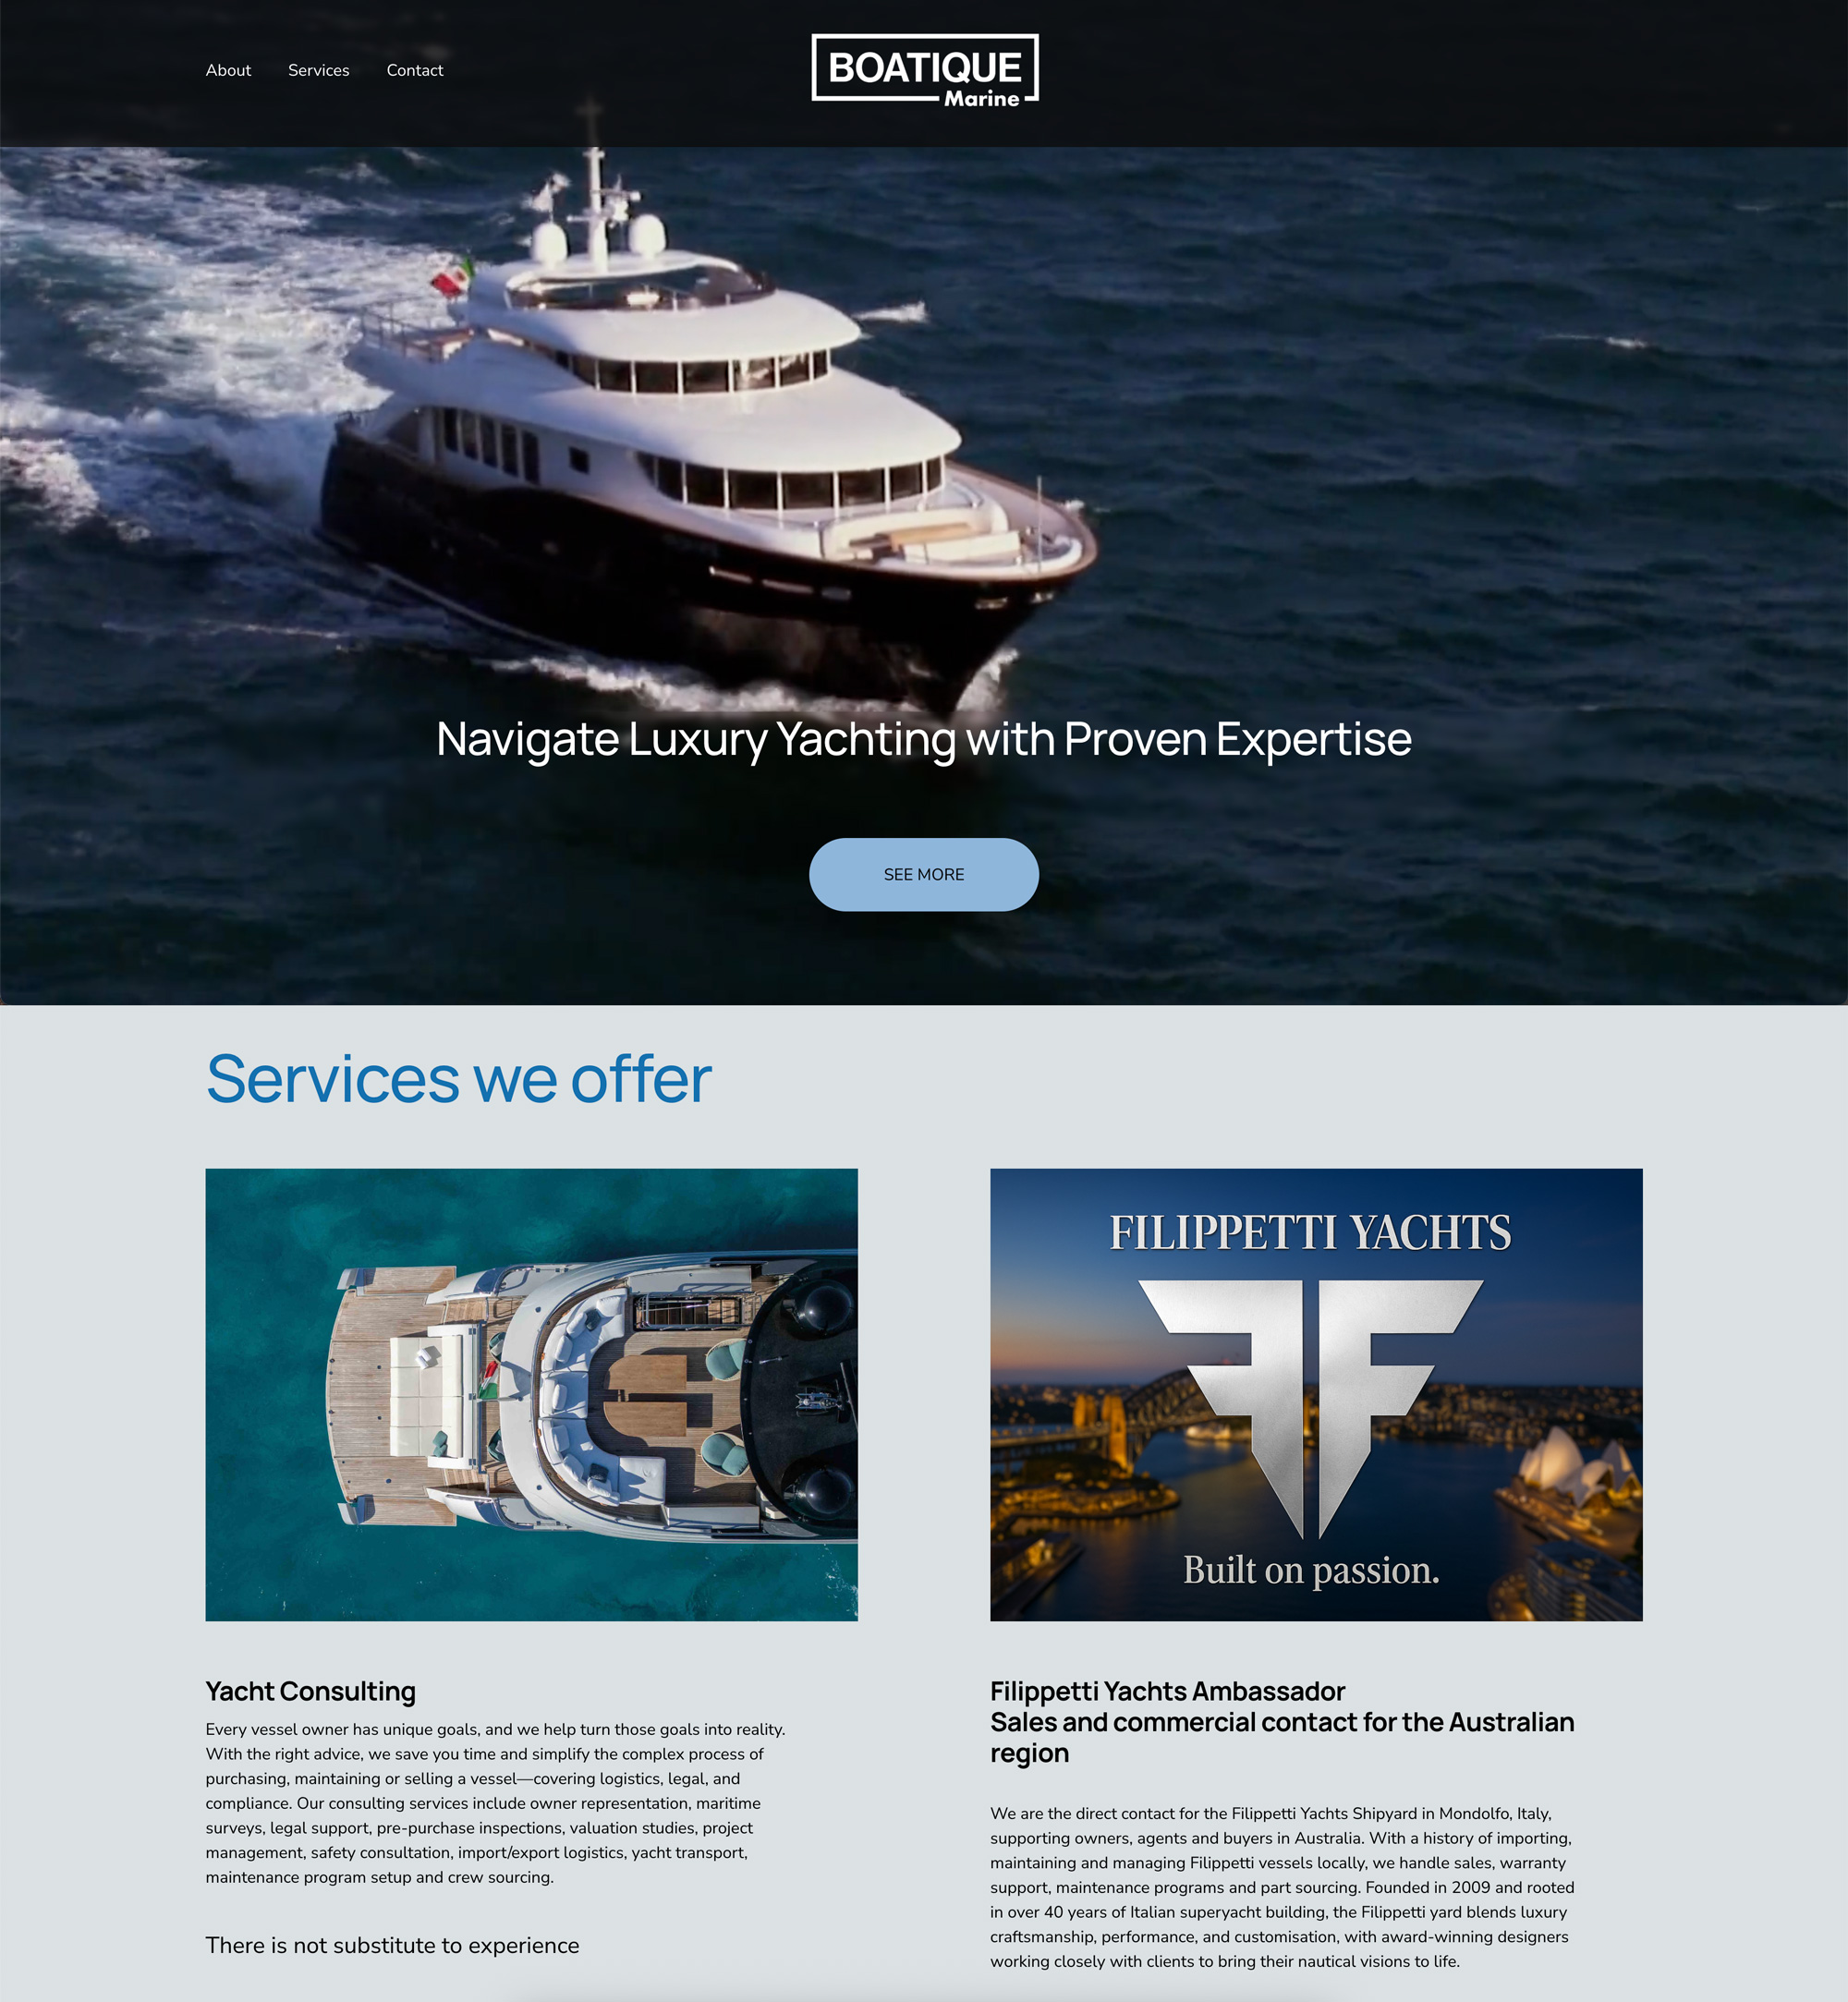 About Services Contact
BOATIQUE
Marine
Navigate Luxury Yachting with Proven Expertise
SEE MORE
Services we offer
FILIPPETTI YACHTS
Built on passion.
Yacht Consulting
Every vessel owner has unique goals, and we help turn those goals into reality.
With the right advice, we save you time and simplify the complex process of
purchasing, maintaining or selling a vessel—covering logistics, legal, and
compliance. Our consulting services include owner representation, maritime
surveys, legal support, pre-purchase inspections, valuation studies, project
management, safety consultation, import/export logistics, yacht transport,
maintenance program setup and crew sourcing.
There is not substitute to experience
Filippetti Yachts Ambassador
Sales and commercial contact for the Australian
region
We are the direct contact for the Filippetti Yachts Shipyard in Mondolfo, Italy,
supporting owners, agents and buyers in Australia. With a history of importing,
maintaining and managing Filippetti vessels locally, we handle sales, warranty
support, maintenance programs and part sourcing. Founded in 2009 and rooted
in over 40 years of Italian superyacht building, the Filippetti yard blends luxury
craftsmanship, performance, and customisation, with award-winning designers
working closely with clients to bring their nautical visions to life.